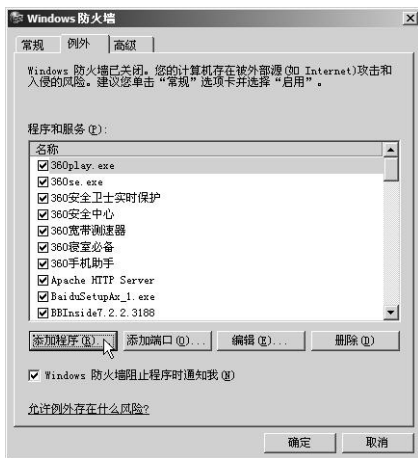 Windows 防火墙
常规 例外 高级
Windows 防火墙已关闭。您的计算机存在被外部源(如 Internet)攻击和
入侵的风险。建议您单击“常规”选项卡并选择“启用”。
程序和服务(P):
名称
360play.exe
360se.exe
360安全卫士实时保护
360安全中心
360宽带测速器
360寝室必备
360手机助手
Apache HTTP Server
BaiduSetupAx_1.exe
BBInside7.2.2.3188
添加程序(R)... 添加端口(O)... 编辑(E)... 删除(D)
Windows 防火墙阻止程序时通知我(N)
允许例外存在什么风险?
确定 取消